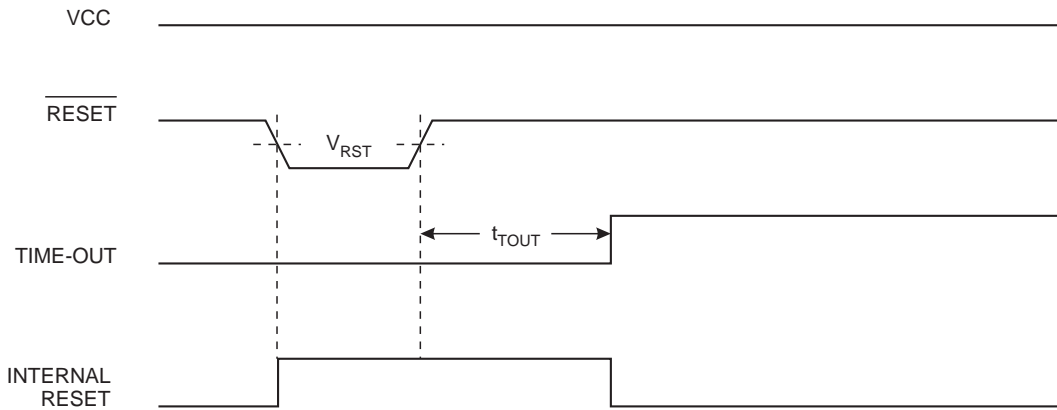 VCC
RESET
VRST
tTOUT
TIME-OUT
INTERNAL
RESET